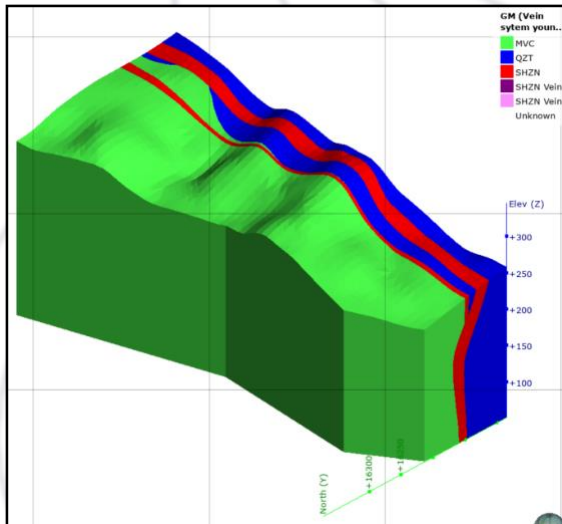 GM (Vein
sytem youn..
MVC
QZT
SHZN
SHZN Vein
SHZN Vein
Unknown
Elev (Z)
+300
+250
+200
+150
+100
North (Y)
+16300